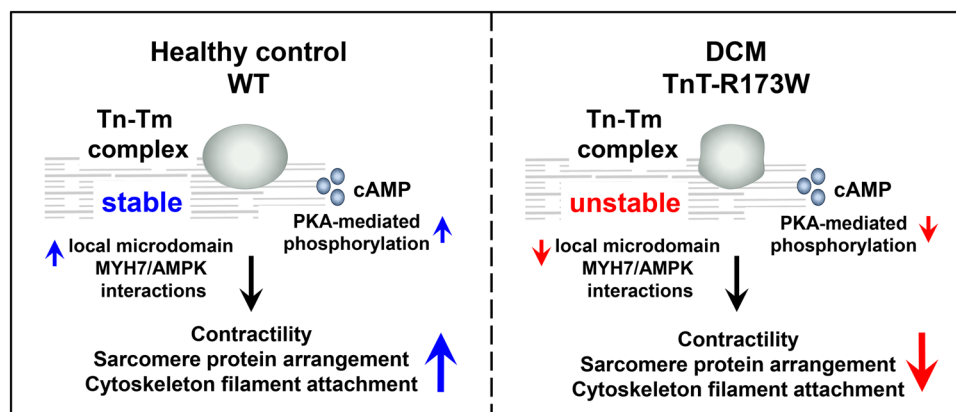 Healthy control
WT
Tn-Tm
complex
stable
cAMP
PKA-mediated
phosphorylation
local microdomain
MYH7/AMPK
interactions
Contractility
Sarcomere protein arrangement
Cytoskeleton filament attachment
DCM
TnT-R173W
Tn-Tm
complex
unstable
cAMP
PKA-mediated
phosphorylation
local microdomain
MYH7/AMPK
interactions
Contractility
Sarcomere protein arrangement
Cytoskeleton filament attachment